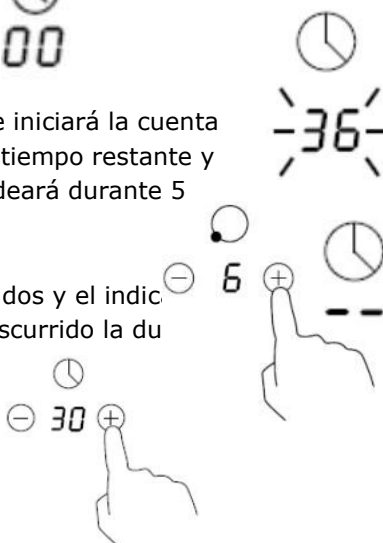 00
e iniciará la cuenta
tiempo restante y
deará durante 5
-36-
dos y el indic
6
scurrido la du
--
30